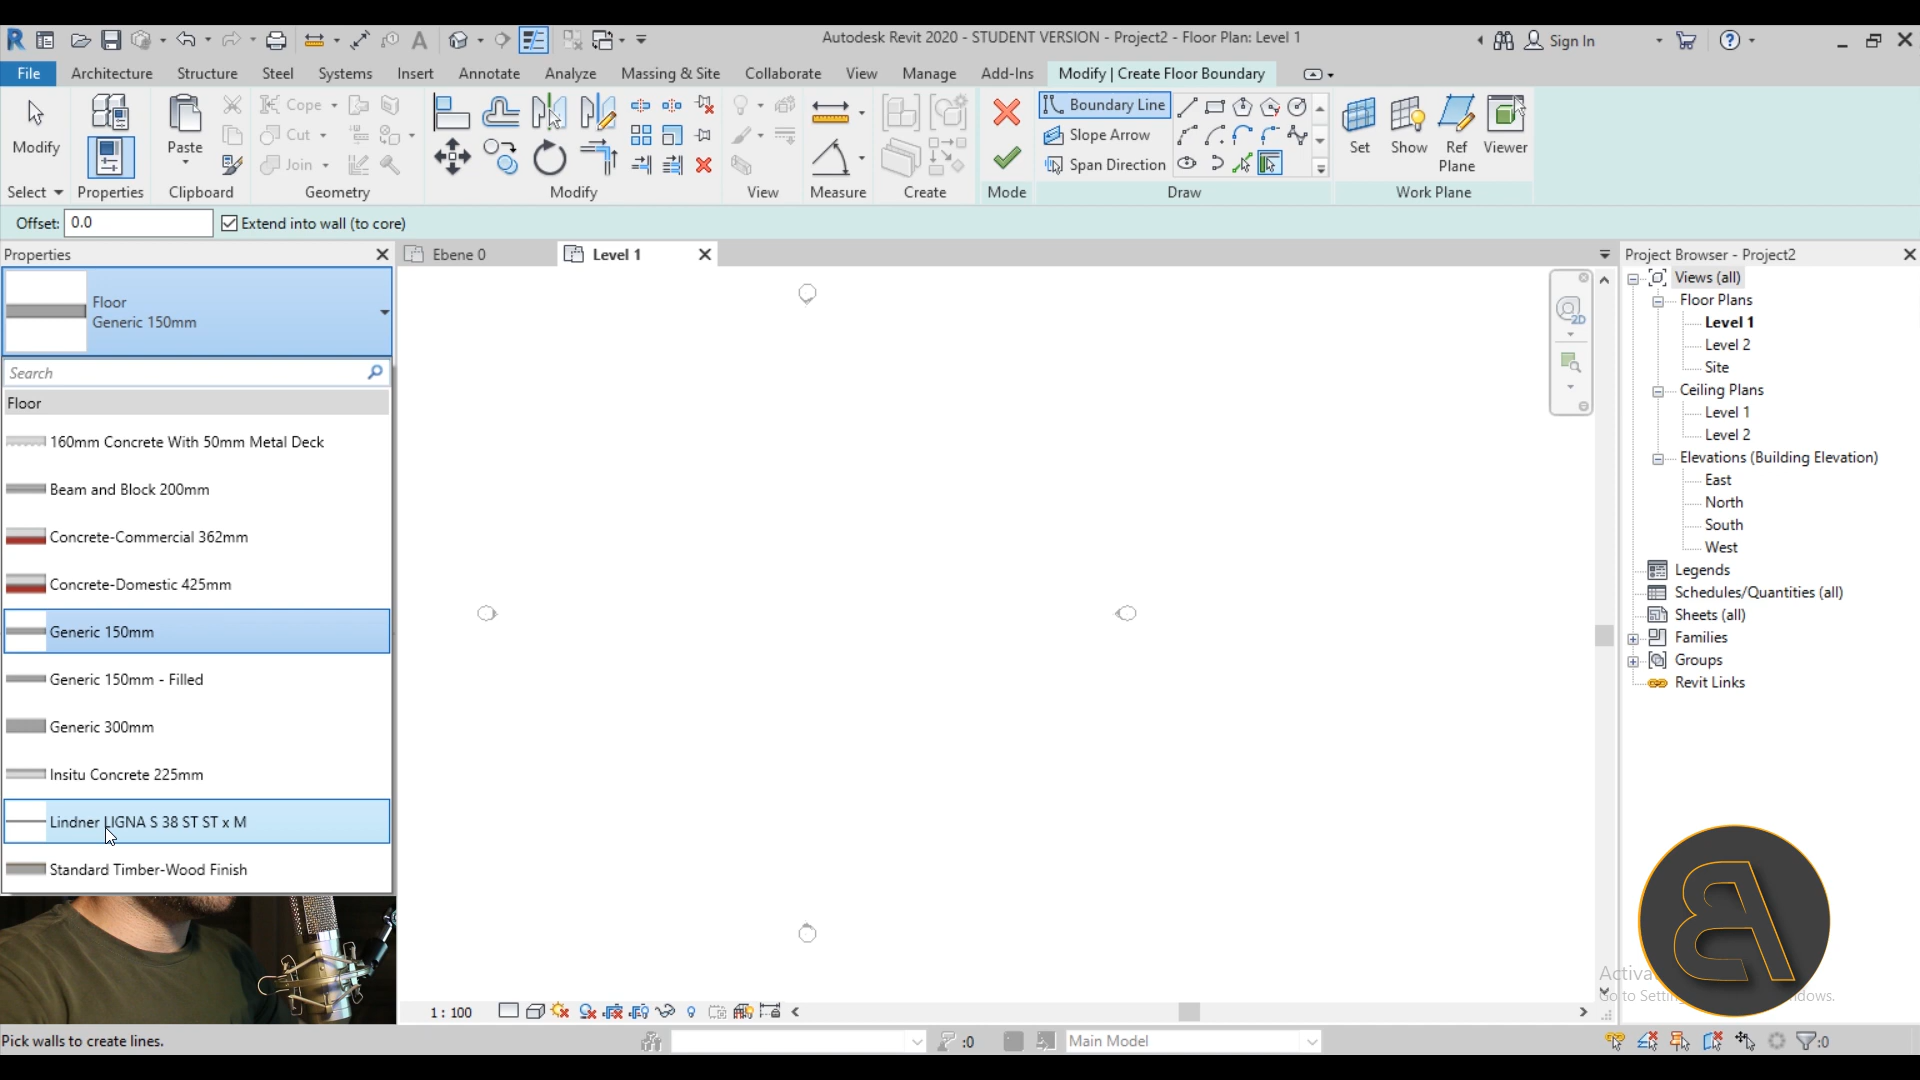 Autodesk Revit 2020 - STUDENT VERSION - Project2 - Floor Plan: Level 1
Sign In
File Architecture Structure Steel Systems Insert Annotate Analyze Massing & Site Collaborate View Manage Add-Ins Modify | Create Floor Boundary
Modify
Paste
Cope
Cut
Join
Boundary Line
Slope Arrow
Span Direction
Set
Show
Ref
Plane
Viewer
Select Properties Clipboard Geometry Modify View Measure Create Mode Draw Work Plane
Offset: 0.0 Extend into wall (to core)
Properties
Floor
Generic 150mm
Search
Floor
160mm Concrete With 50mm Metal Deck
Beam and Block 200mm
Concrete-Commercial 362mm
Concrete-Domestic 425mm
Generic 150mm
Generic 150mm - Filled
Generic 300mm
Insitu Concrete 225mm
Lindner LIGNA S 38 ST ST x M
Standard Timber-Wood Finish
Ebene 0
Level 1
2D
Project Browser - Project2
Views (all)
Floor Plans
Level 1
Level 2
Site
Ceiling Plans
Level 1
Level 2
Elevations (Building Elevation)
East
North
South
West
Legends
Schedules/Quantities (all)
Sheets (all)
Families
Groups
Revit Links
1 : 100
Pick walls to create lines.
:0
Main Model
:0